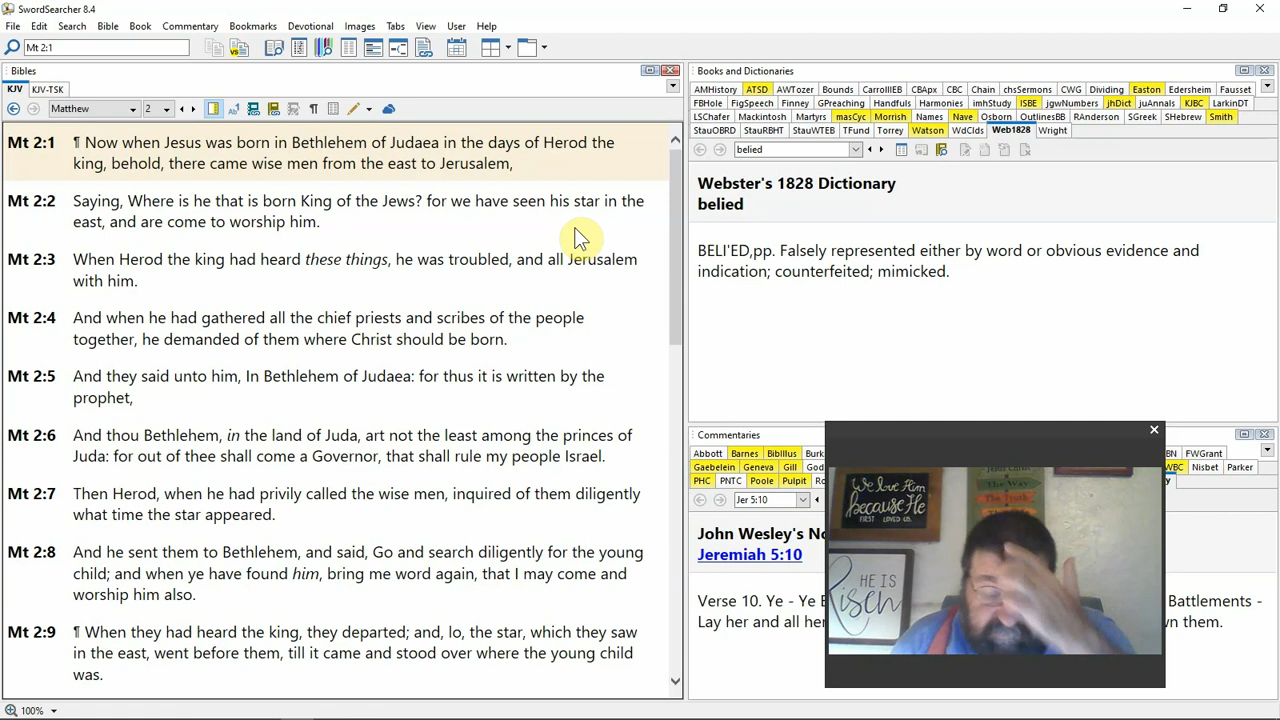 SwordSearcher 8.4
File Edit Search Bible Book Commentary Bookmarks Devotional Images Tabs View User Help
Mt 2:1
Bibles
KJV KJV-TSK
Matthew 2
Mt 2:1 ¶ Now when Jesus was born in Bethlehem of Judaea in the days of Herod the
king, behold, there came wise men from the east to Jerusalem,
Mt 2:2 Saying, Where is he that is born King of the Jews? for we have seen his star in the
east, and are come to worship him.
Mt 2:3 When Herod the king had heard these things, he was troubled, and all Jerusalem
with him.
Mt 2:4 And when he had gathered all the chief priests and scribes of the people
together, he demanded of them where Christ should be born.
Mt 2:5 And they said unto him, In Bethlehem of Judaea: for thus it is written by the
prophet,
Mt 2:6 And thou Bethlehem, in the land of Juda, art not the least among the princes of
Juda: for out of thee shall come a Governor, that shall rule my people Israel.
Mt 2:7 Then Herod, when he had privily called the wise men, inquired of them diligently
what time the star appeared.
Mt 2:8 And he sent them to Bethlehem, and said, Go and search diligently for the young
child; and when ye have found him, bring me word again, that I may come and
worship him also.
Mt 2:9 ¶ When they had heard the king, they departed; and, lo, the star, which they saw
in the east, went before them, till it came and stood over where the young child
was.
100%
Books and Dictionaries
AMHistory ATSD AWTozer Bounds CarrollIEB CBApx CBC Chain chsSermons CWG Dividing Easton Edersheim Fausset
FBHole FigSpeech Finney GPreaching Handfuls Harmonies imhStudy ISBE jgwNumbers jhDict juAnnals KJBC LarkinDT
LSChafer Mackintosh Martyrs masCyc Morrish Names Nave Osborn OutlinesBB RAnderson SGreek SHebrew Smith
StauOBRD StauRBHT StauWTEB TFund Torrey Watson WdClds Web1828 Wright
belied
Webster's 1828 Dictionary
belied
BELI'ED,pp. Falsely represented either by word or obvious evidence and
indication; counterfeited; mimicked.
Commentaries
Abbott Barnes BibIllus FWGrant
Gaebelein Geneva Gill Nisbet Parker
PHC PNTC Poole Pulpit
Jer 5:10
John Wesley's
Jeremiah 5:10
Verse 10. Ye - Ye Battlements -
Lay her and all
We love Him
because He
FIRST LOVED US.
Jesus Christ
The Way
The Truth
HE IS
Risen